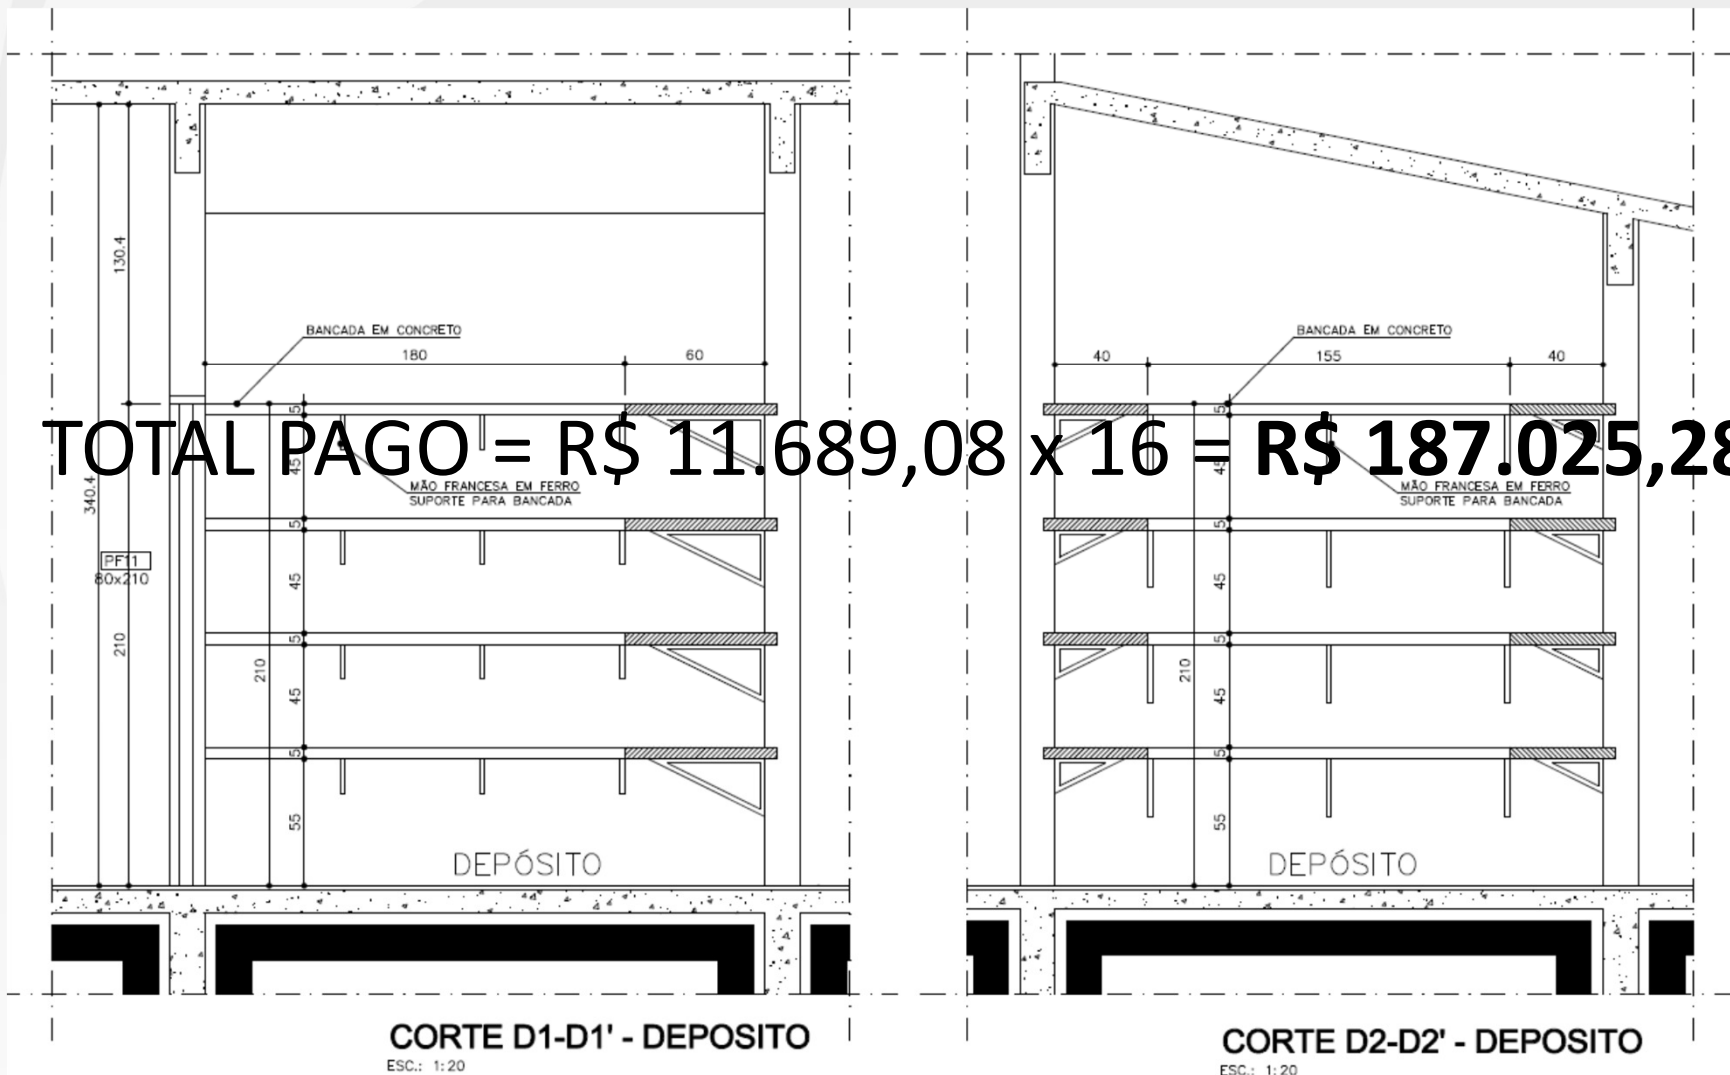 130.4
BANCADA EM CONCRETO
180
60
5
TOTAL PAGO = R$ 11.689,08 x 16 = R$ 187.025,28
45
MÃO FRANCESA EM FERRO
SUPORTE PARA BANCADA
340.4
5
PF11
80x210
45
210
5
210
45
5
55
DEPÓSITO
CORTE D1-D1' - DEPOSITO
ESC.: 1:20
BANCADA EM CONCRETO
40
155
40
5
45
MÃO FRANCESA EM FERRO
SUPORTE PARA BANCADA
5
45
5
210
45
5
55
DEPÓSITO
CORTE D2-D2' - DEPOSITO
ESC.: 1:20